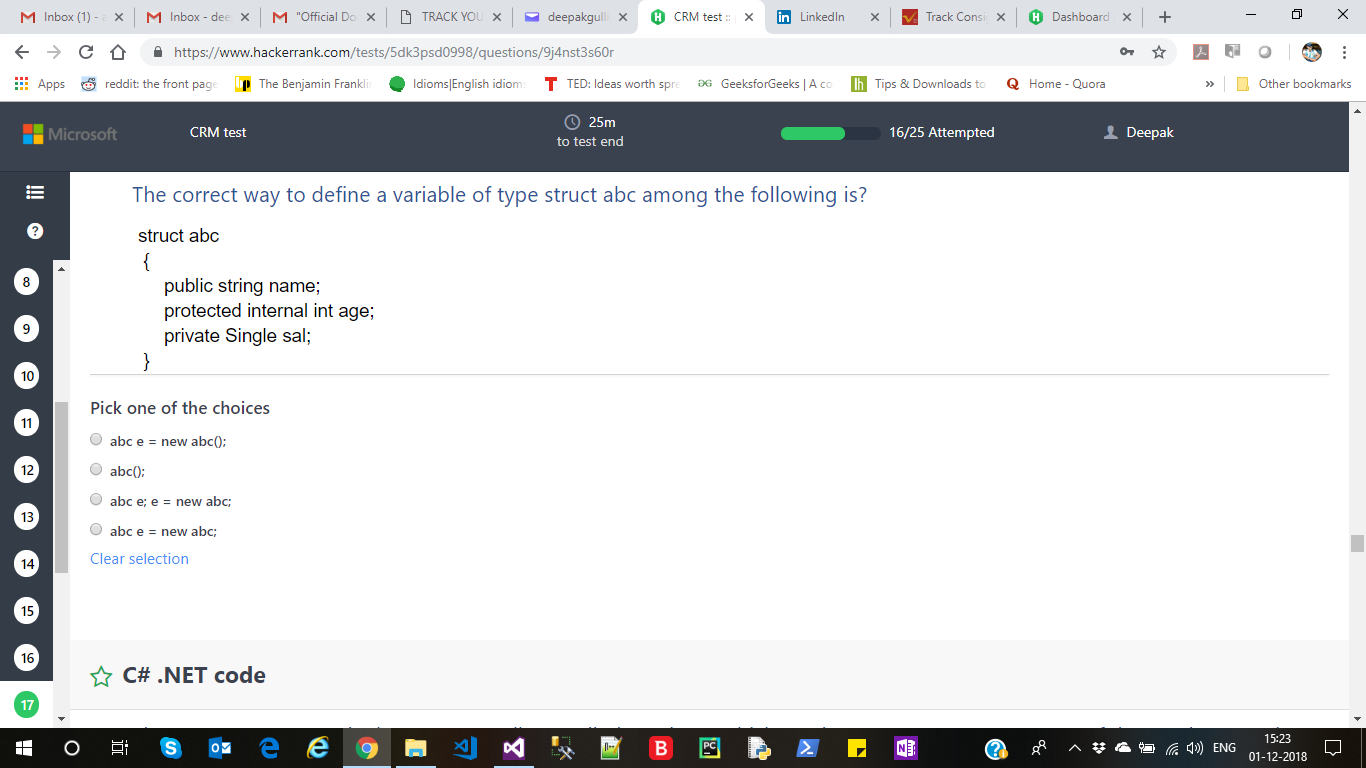 Inbox (1) - a
Inbox - dee
"Official Do
TRACK YOU
deepakgulli
CRM test ::
LinkedIn
Track Consi
Dashboard
https://www.hackerrank.com/tests/5dk3psd0998/questions/9j4nst3s60r
Apps
reddit: the front page
The Benjamin Franklin
Idioms|English idioms
TED: Ideas worth spre
GeeksforGeeks | A co
Tips & Downloads to
Home - Quora
»
Other bookmarks
Microsoft
CRM test
25m
to test end
16/25 Attempted
Deepak
The correct way to define a variable of type struct abc among the following is?
struct abc
{
public string name;
protected internal int age;
private Single sal;
}
Pick one of the choices
abc e = new abc();
abc();
abc e; e = new abc;
abc e = new abc;
Clear selection
C# .NET code
8
9
10
11
12
13
14
15
16
17
ENG
15:23
01-12-2018